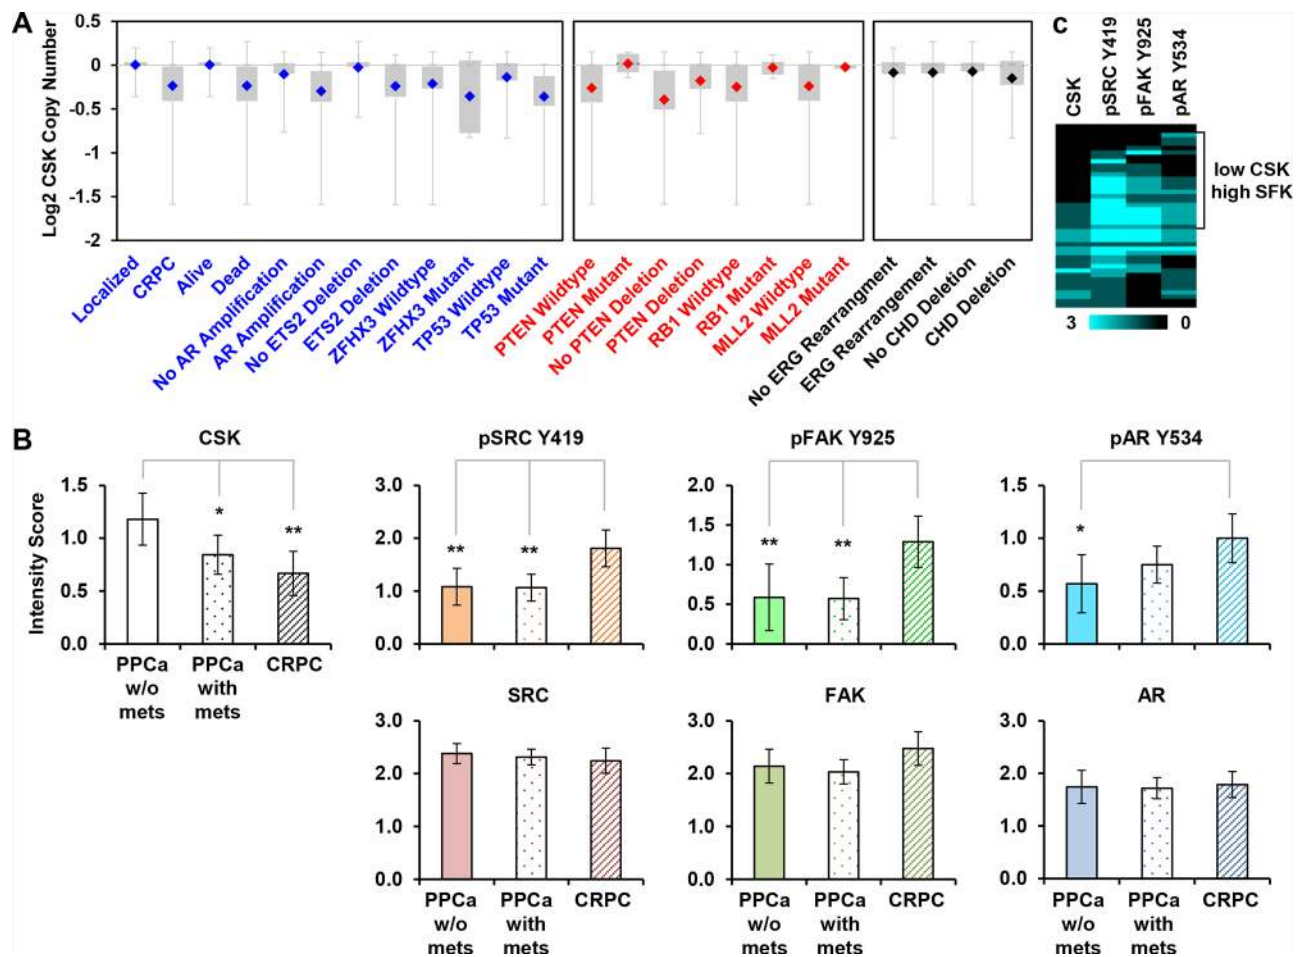 A
Log2 CSK Copy Number
0.5
0
-0.5
-1
-1.5
-2
Localized
CRPC
Alive
Dead
No AR Amplification
AR Amplification
No ETS2 Deletion
ETS2 Deletion
ZFHX3 Wildtype
ZFHX3 Mutant
TP53 Wildtype
TP53 Mutant
PTEN Wildtype
PTEN Mutant
No PTEN Deletion
PTEN Deletion
RB1 Wildtype
RB1 Mutant
MLL2 Wildtype
MLL2 Mutant
No ERG Rearrangment
ERG Rearrangement
No CHD Deletion
CHD Deletion
C
CSK
pSRC Y419
pFAK Y925
pAR Y534
low CSK
high SFK
3 0
B
CSK
Intensity Score
1.5
1.0
0.5
0.0
*
**
PPCa
w/o
mets
PPCa
with
mets
CRPC
pSRC Y419
3.0
2.0
1.0
0.0
**
**
pFAK Y925
2.0
1.5
1.0
0.5
0.0
**
**
pAR Y534
1.5
1.0
0.5
0.0
*
SRC
3.0
2.0
1.0
0.0
PPCa
w/o
mets
PPCa
with
mets
CRPC
FAK
3.0
2.0
1.0
0.0
PPCa
w/o
mets
PPCa
with
mets
CRPC
AR
3.0
2.0
1.0
0.0
PPCa
w/o
mets
PPCa
with
mets
CRPC